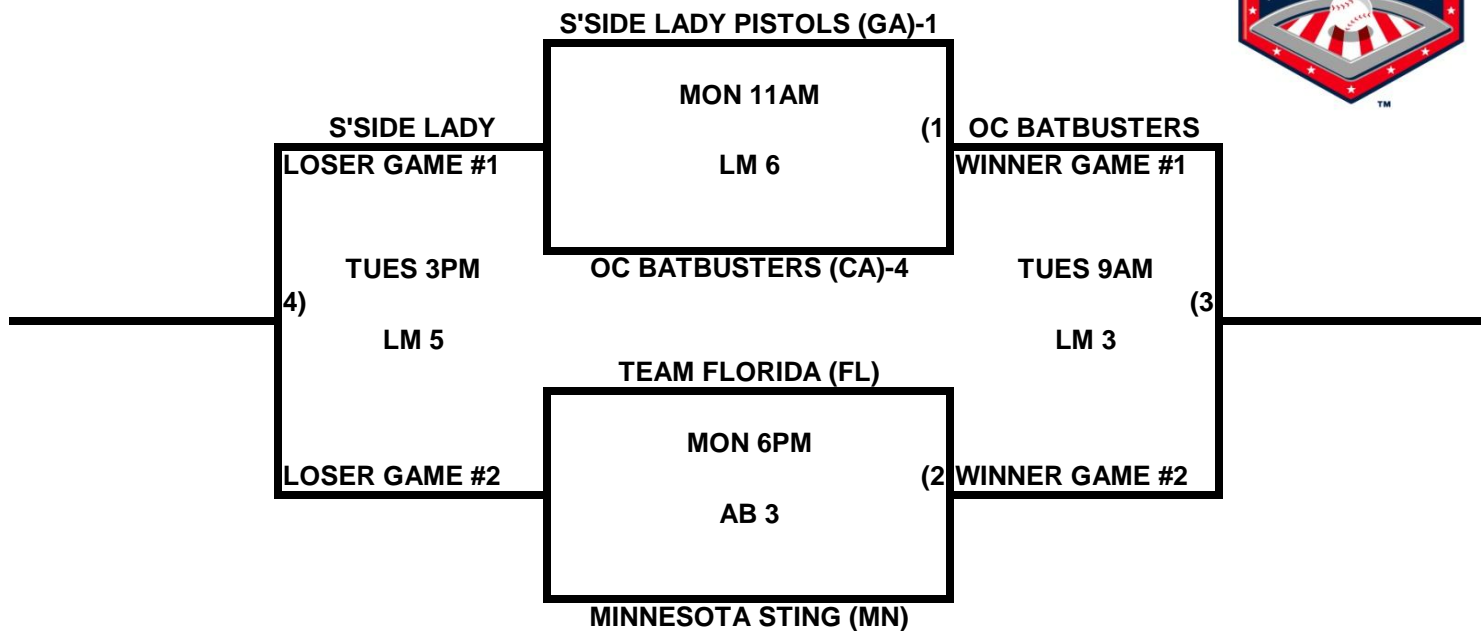 S'SIDE LADY PISTOLS (GA)-1
MON 11AM
S'SIDE LADY
(1
OC BATBUSTERS
LOSER GAME #1
LM 6
WINNER GAME #1
TUES 3PM
OC BATBUSTERS (CA)-4
TUES 9AM
4)
(3
LM 5
LM 3
TEAM FLORIDA (FL)
MON 6PM
LOSER GAME #2
(2
WINNER GAME #2
AB 3
MINNESOTA STING (MN)
TM